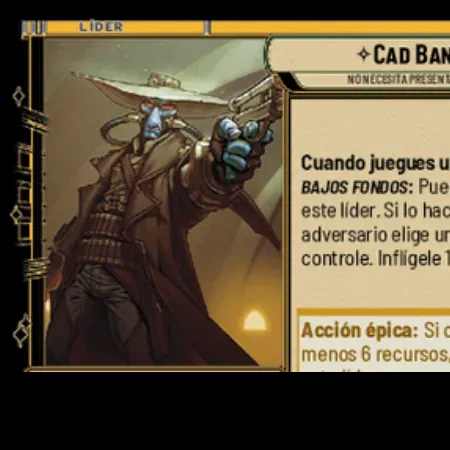 LÍDER
CAD BAN
NO NECESITA PRESENT
Cuando juegues u
BAJOS FONDOS: Pue
este líder. Si lo hac
adversario elige un
controle. Inflígele 1
Acción épica: Si c
menos 6 recursos,